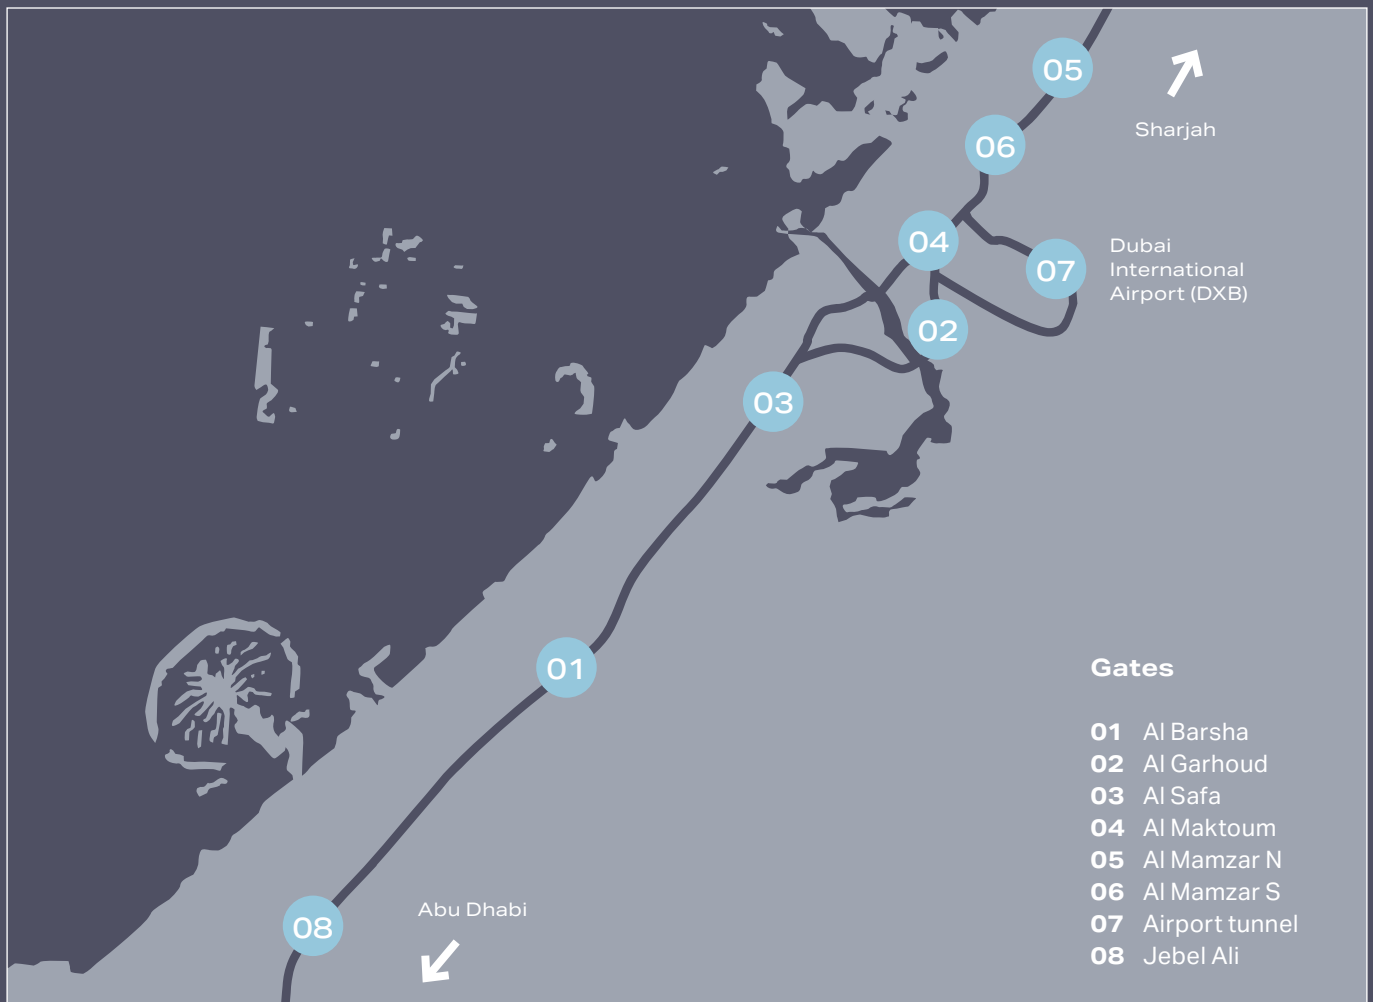 05
Sharjah
06
04
Dubai
International
Airport (DXB)
07
02
03
01
08
Abu Dhabi
Gates
01 Al Barsha
02 Al Garhoud
03 Al Safa
04 Al Maktoum
05 Al Mamzar N
06 Al Mamzar S
07 Airport tunnel
08 Jebel Ali